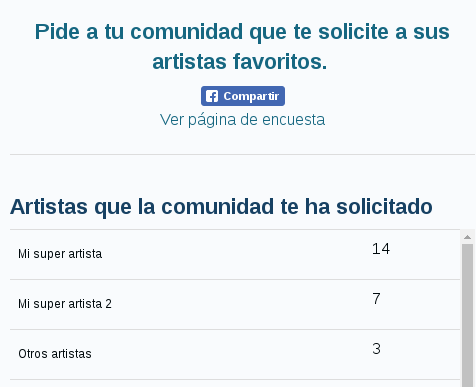 Pide a tu comunidad que te solicite a sus
artistas favoritos.
Compartir
Ver página de encuesta
Artistas que la comunidad te ha solicitado
Mi super artista 14
Mi super artista 2 7
Otros artistas 3